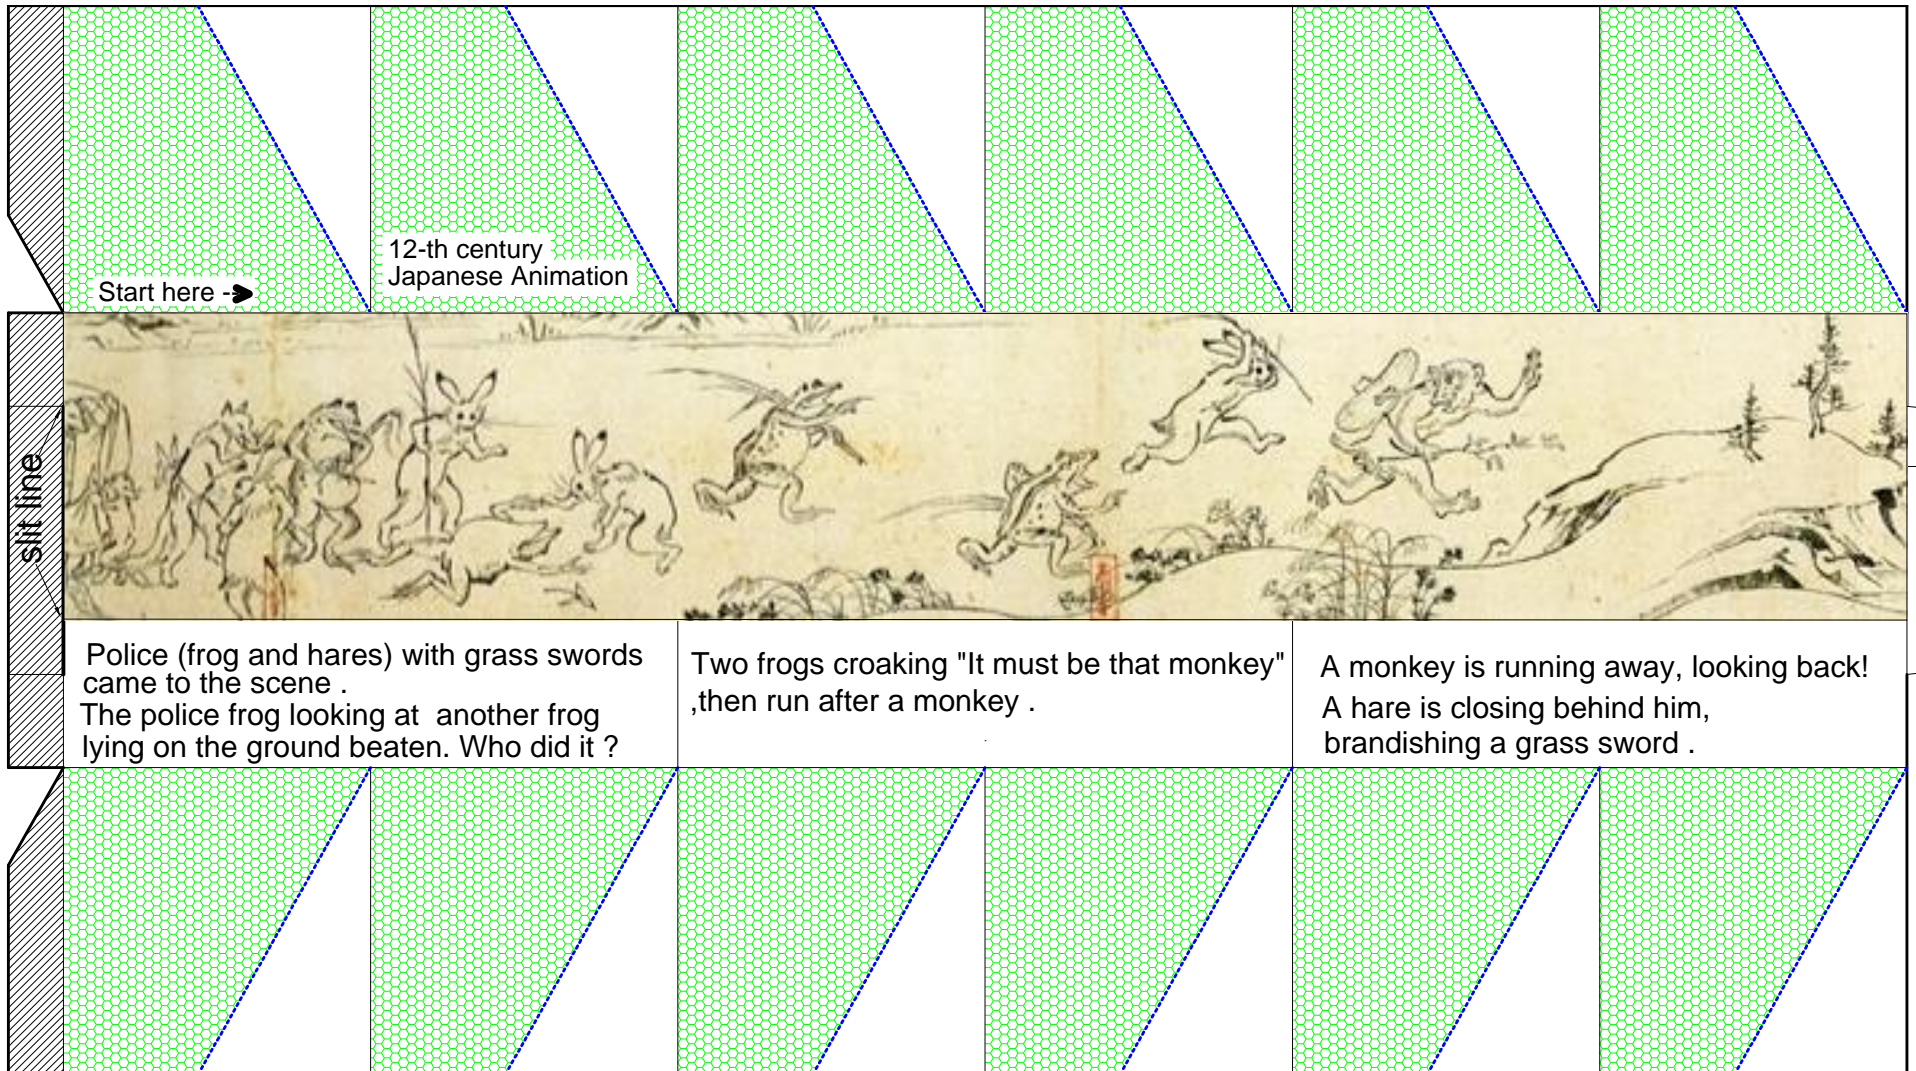 12-th century
Japanese Animation
Start here ->
slit line
Police (frog and hares) with grass swords
came to the scene .
The police frog looking at another frog
lying on the ground beaten. Who did it ?
Two frogs croaking "It must be that monkey"
,then run after a monkey .
A monkey is running away, looking back!
A hare is closing behind him,
brandishing a grass sword .